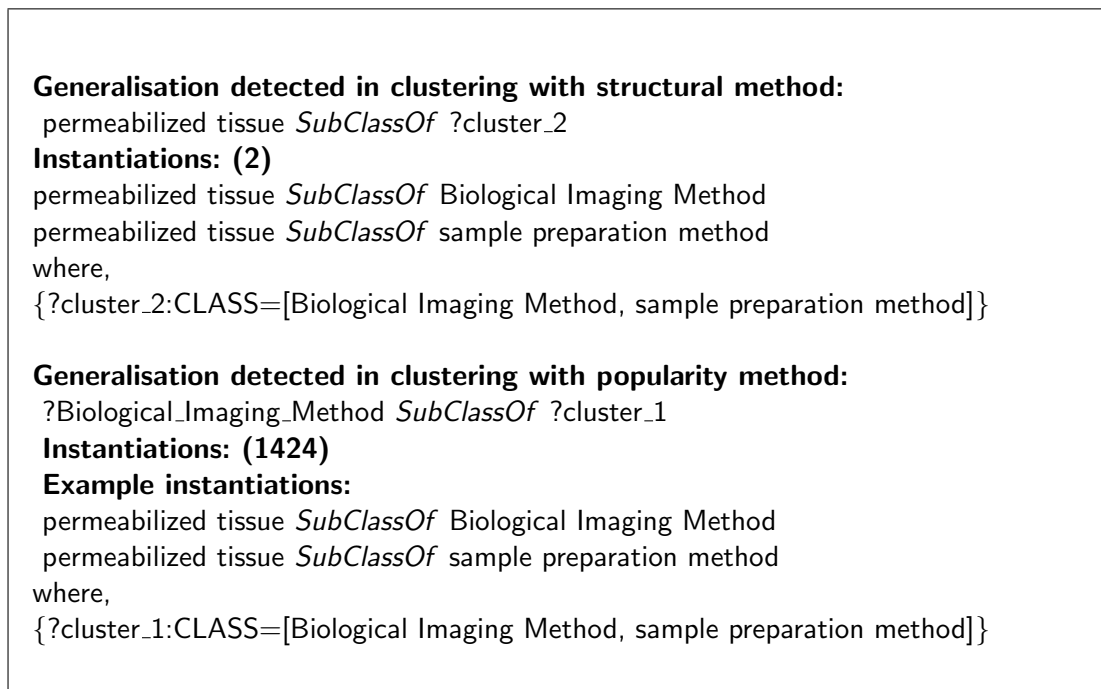 Generalisation detected in clustering with structural method:
permeabilized tissue SubClassOf ?cluster_2
Instantiations: (2)
permeabilized tissue SubClassOf Biological Imaging Method
permeabilized tissue SubClassOf sample preparation method
where,
{?cluster_2:CLASS=[Biological Imaging Method, sample preparation method]}
Generalisation detected in clustering with popularity method:
?Biological_Imaging_Method SubClassOf ?cluster_1
Instantiations: (1424)
Example instantiations:
permeabilized tissue SubClassOf Biological Imaging Method
permeabilized tissue SubClassOf sample preparation method
where,
{?cluster_1:CLASS=[Biological Imaging Method, sample preparation method]}